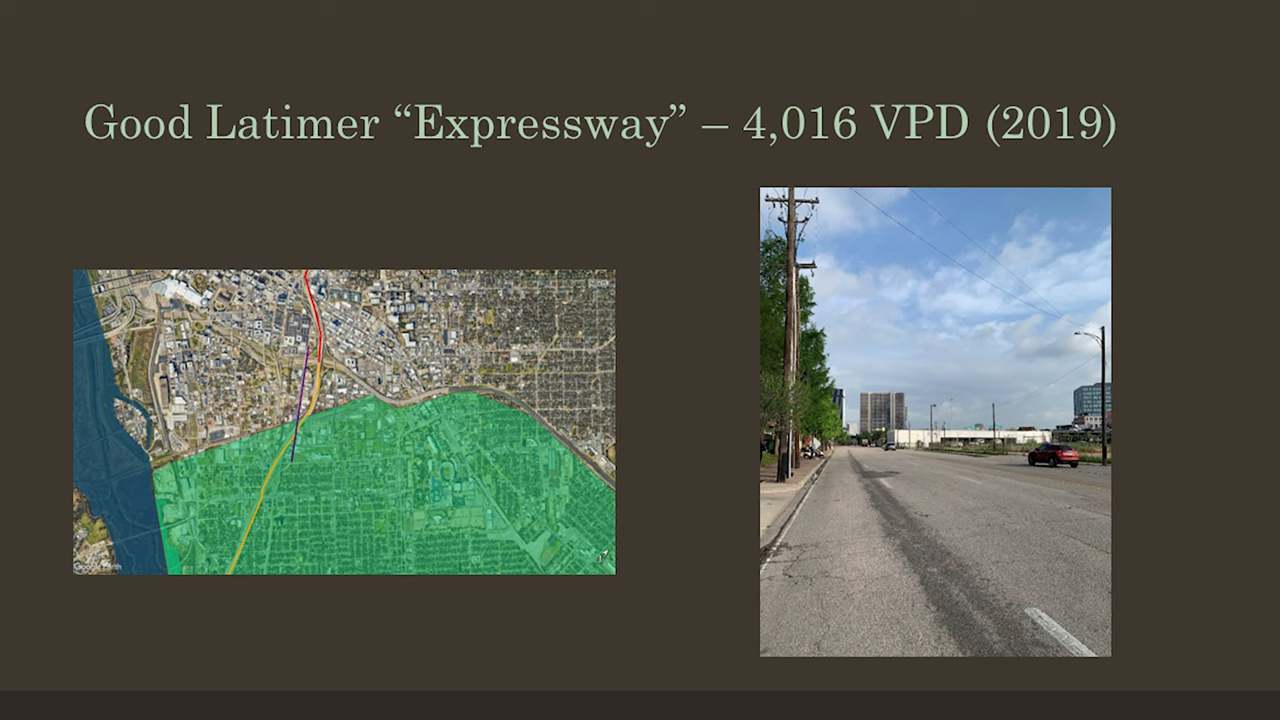 Good Latimer “Expressway” – 4,016 VPD (2019)
Google Earth